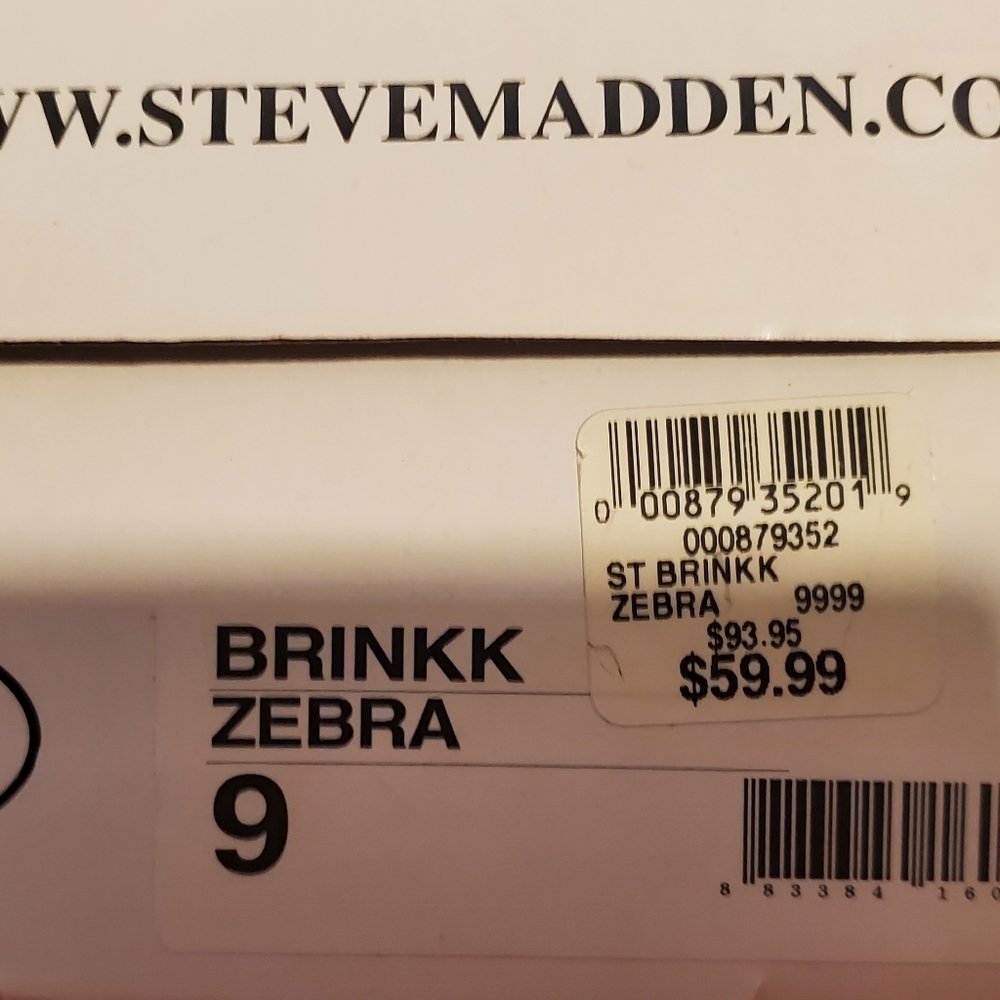 WW.STEVEMADDEN.CO
0 00879 35201 9
000879352
ST BRINKK
ZEBRA 9999
$93.95
$59.99
BRINKK
ZEBRA
9
8 83384 160